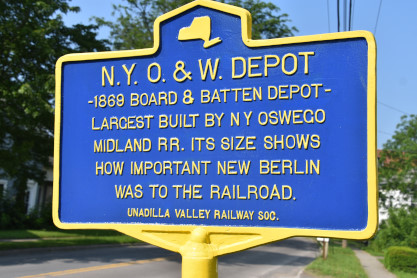 N.Y. O. & W. DEPOT
-1869 BOARD & BATTEN DEPOT-
LARGEST BUILT BY NY OSWEGO
MIDLAND RR. ITS SIZE SHOWS
HOW IMPORTANT NEW BERLIN
WAS TO THE RAILROAD.
UNADILLA VALLEY RAILWAY SOC.